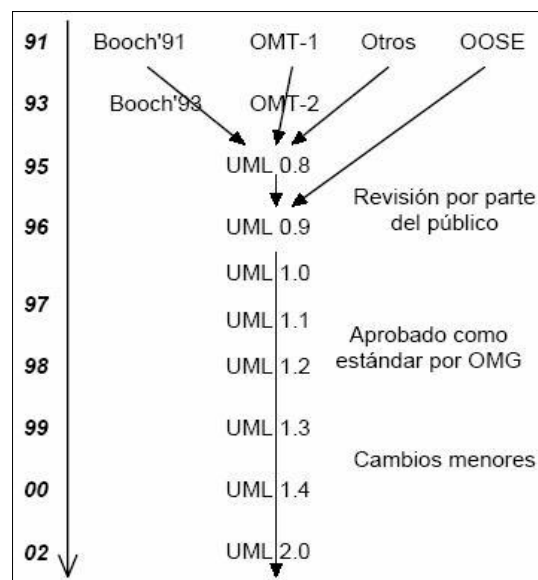 91 Booch'91 OMT-1 Otros OOSE
93 Booch'93 OMT-2
95 UML 0.8
Revisión por parte
del público
96 UML 0.9
UML 1.0
97
UML 1.1
Aprobado como
estándar por OMG
98 UML 1.2
99 UML 1.3
Cambios menores
00 UML 1.4
02 UML 2.0